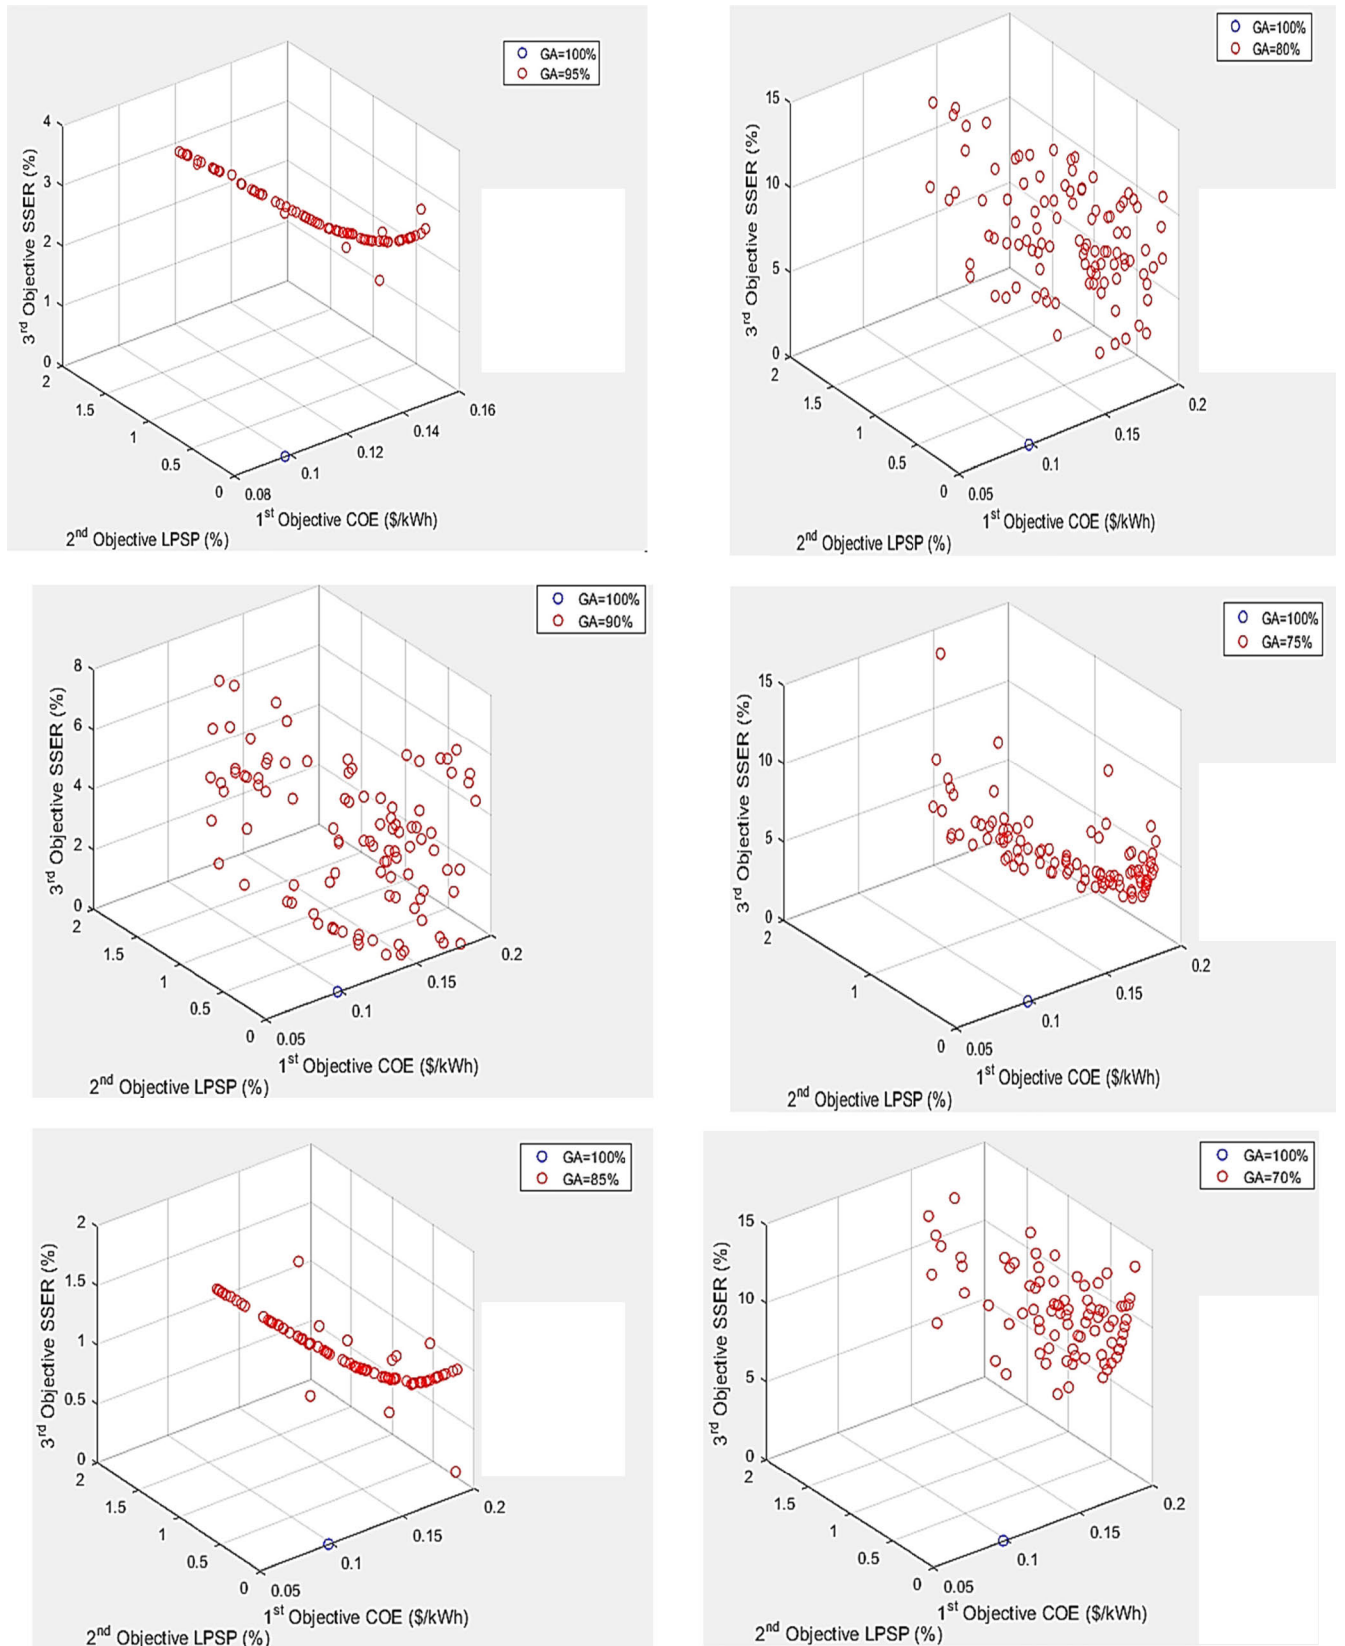 GA=100%
GA=95%
4
3
2
1
0
3rd Objective SSER (%)
2
1.5
1
0.5
0
0.08
0.1
0.12
0.14
0.16
1st Objective COE ($/kWh)
2nd Objective LPSP (%)
GA=100%
GA=80%
15
10
5
0
3rd Objective SSER (%)
2
1.5
1
0.5
0
0.05
0.1
0.15
0.2
1st Objective COE ($/kWh)
2nd Objective LPSP (%)
GA=100%
GA=90%
8
6
4
2
0
3rd Objective SSER (%)
2
1.5
1
0.5
0
0.05
0.1
0.15
0.2
1st Objective COE ($/kWh)
2nd Objective LPSP (%)
GA=100%
GA=75%
15
10
5
0
3rd Objective SSER (%)
2
1
0
0.05
0.1
0.15
0.2
1st Objective COE ($/kWh)
2nd Objective LPSP (%)
GA=100%
GA=85%
2
1.5
1
0.5
0
3rd Objective SSER (%)
2
1.5
1
0.5
0
0.05
0.1
0.15
0.2
1st Objective COE ($/kWh)
2nd Objective LPSP (%)
GA=100%
GA=70%
15
10
5
0
3rd Objective SSER (%)
2
1.5
1
0.5
0
0.05
0.1
0.15
0.2
1st Objective COE ($/kWh)
2nd Objective LPSP (%)